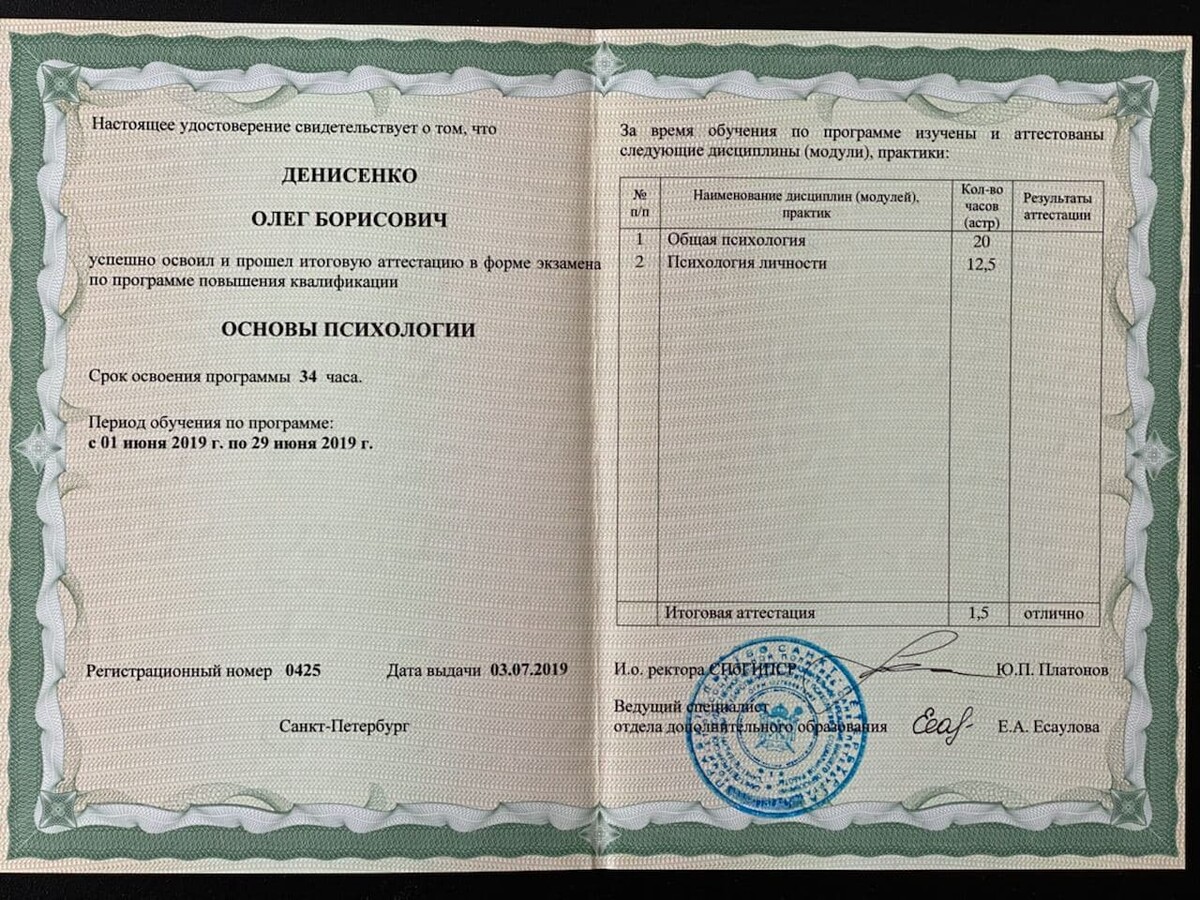 Настоящее удостоверение свидетельствует о том, что
ДЕНИСЕНКО
ОЛЕГ БОРИСОВИЧ
успешно освоил и прошел итоговую аттестацию в форме экзамена
по программе повышения квалификации
ОСНОВЫ ПСИХОЛОГИИ
Срок освоения программы 34 часа.
Период обучения по программе:
с 01 июня 2019 г. по 29 июня 2019 г.
Регистрационный номер 0425 Дата выдачи 03.07.2019
Санкт-Петербург
За время обучения по программе изучены и аттестованы
следующие дисциплины (модули), практики:
№ п/п
Наименование дисциплин (модулей), практик
Кол-во часов (астр)
Результаты аттестации
1 Общая психология 20
2 Психология личности 12,5
Итоговая аттестация 1,5 отлично
И.о. ректора СПбГИПСР Ю.П. Платонов
Ведущий специалист
отдела дополнительного образования Е.А. Есаулова